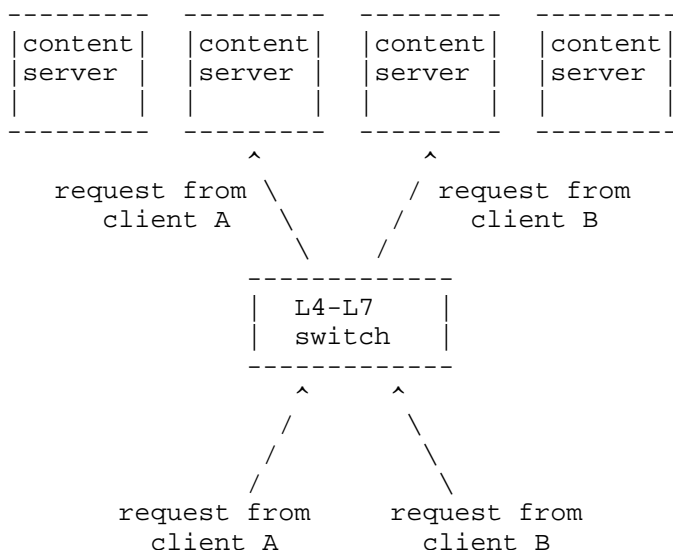 ---------  ---------  ---------  ---------
|content|  |content|  |content|  |content|
|server |  |server |  |server |  |server |
|       |  |       |  |       |  |       |
---------  ---------  ---------  ---------
               ^          ^
   request from \        / request from
      client A   \      /    client B
                  \    /
               -------------
               |  L4-L7    |
               |  switch   |
               -------------
                  ^     ^
                 /       \
                /         \
               /           \
       request from     request from
         client A         client B